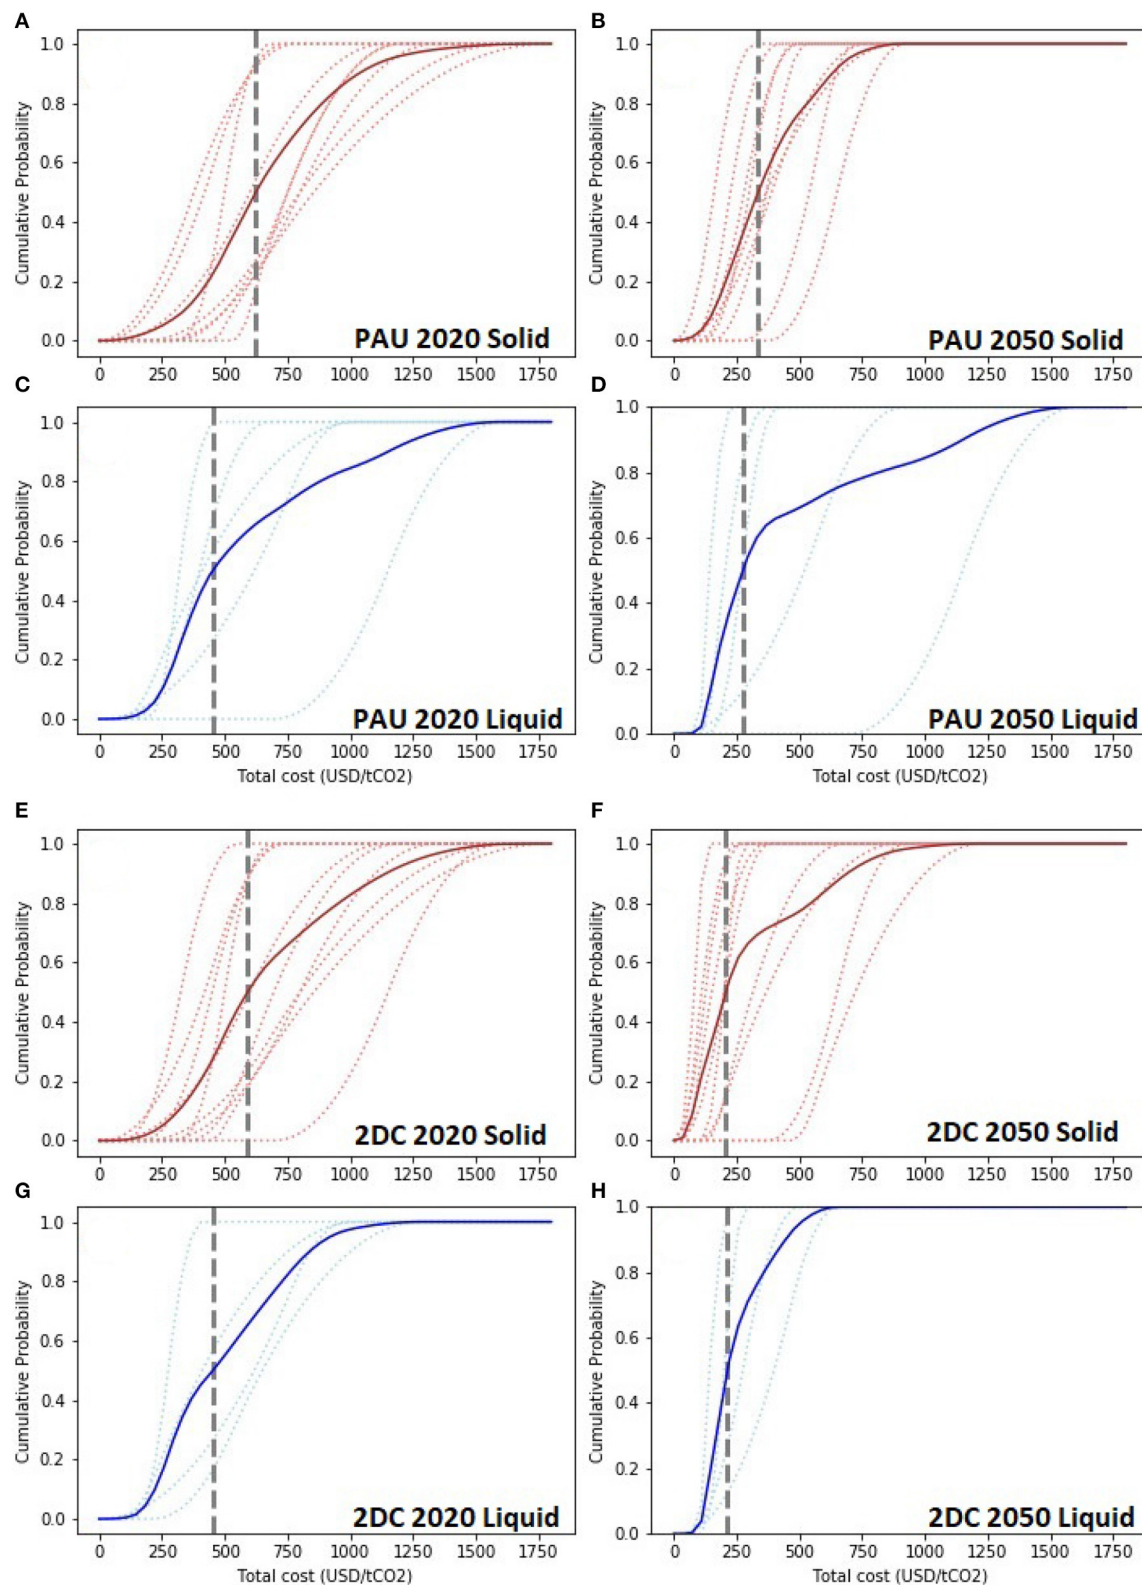 A
1.0
0.8
0.6
0.4
0.2
0.0
Cumulative Probability
PAU 2020 Solid
0 250 500 750 1000 1250 1500 1750
B
1.0
0.8
0.6
0.4
0.2
0.0
Cumulative Probability
PAU 2050 Solid
0 250 500 750 1000 1250 1500 1750
C
1.0
0.8
0.6
0.4
0.2
0.0
Cumulative Probability
PAU 2020 Liquid
0 250 500 750 1000 1250 1500 1750
Total cost (USD/tCO2)
D
1.0
0.8
0.6
0.4
0.2
0.0
Cumulative Probability
PAU 2050 Liquid
0 250 500 750 1000 1250 1500 1750
Total cost (USD/tCO2)
E
1.0
0.8
0.6
0.4
0.2
0.0
Cumulative Probability
2DC 2020 Solid
0 250 500 750 1000 1250 1500 1750
F
1.0
0.8
0.6
0.4
0.2
0.0
Cumulative Probability
2DC 2050 Solid
0 250 500 750 1000 1250 1500 1750
G
1.0
0.8
0.6
0.4
0.2
0.0
Cumulative Probability
2DC 2020 Liquid
0 250 500 750 1000 1250 1500 1750
Total cost (USD/tCO2)
H
1.0
0.8
0.6
0.4
0.2
0.0
Cumulative Probability
2DC 2050 Liquid
0 250 500 750 1000 1250 1500 1750
Total cost (USD/tCO2)